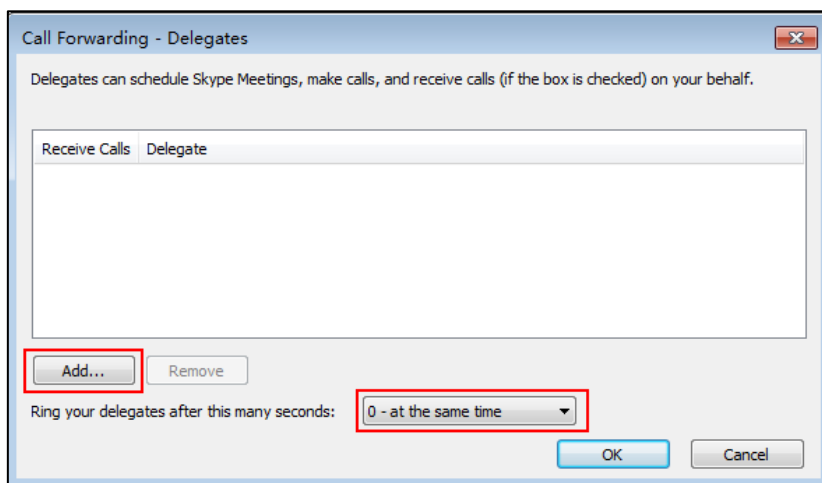 Call Forwarding - Delegates
Delegates can schedule Skype Meetings, make calls, and receive calls (if the box is checked) on your behalf.
Receive Calls Delegate
Add... Remove
Ring your delegates after this many seconds: 0 - at the same time
OK Cancel